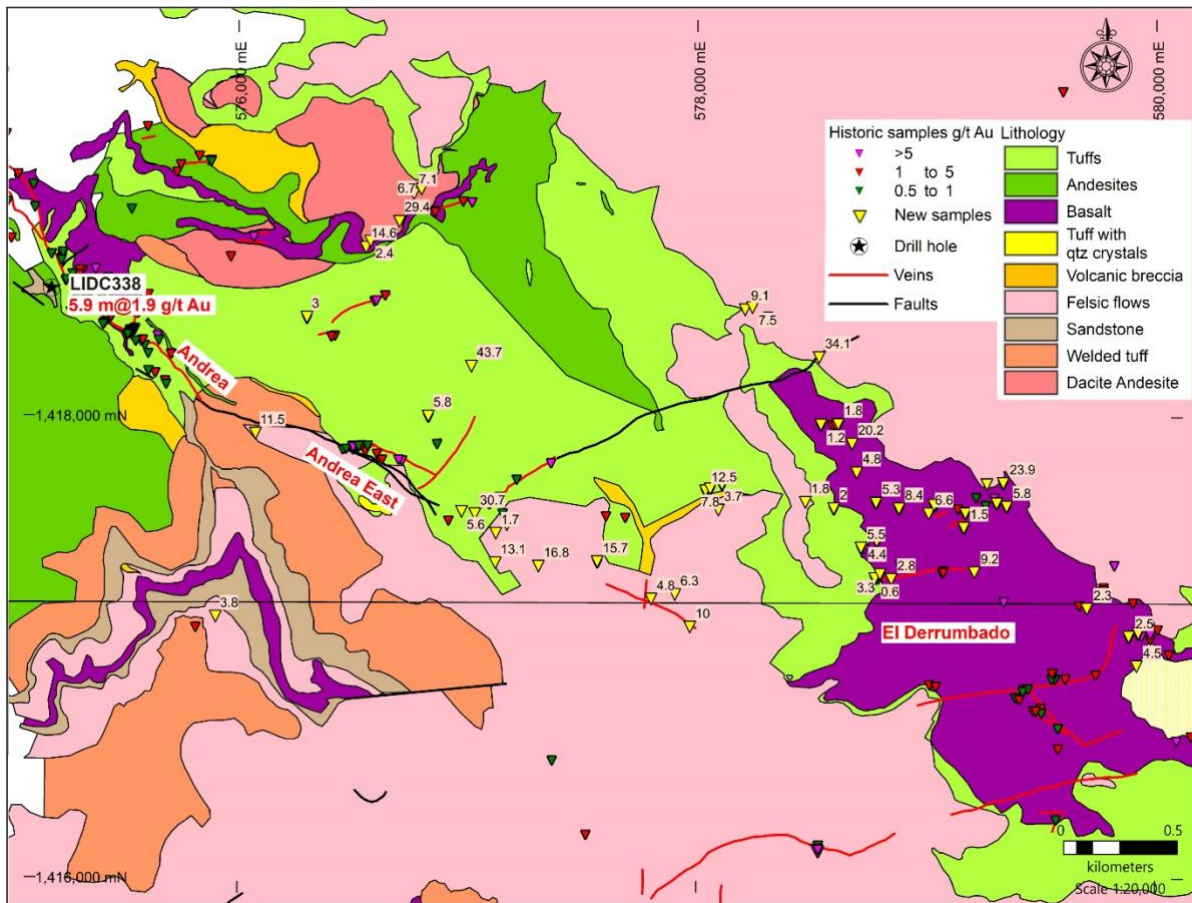 576,000 mE
578,000 mE
580,000 mE
Historic samples g/t Au
>5
1 to 5
0.5 to 1
New samples
Drill hole
Veins
Faults
Lithology
Tuffs
Andesites
Basalt
Tuff with
qtz crystals
Volcanic breccia
Felsic flows
Sandstone
Welded tuff
Dacite Andesite
7.1
6.7
29.4
14.6
2.4
LIDC338
5.9 m@1.9 g/t Au
3
9.1
7.5
34.1
43.7
Andrea
5.8
1,418,000 mN
11.5
1.8
1.2
20.2
Andrea East
4.8
12.5
23.9
30.7
7.8
3.7
1.8
2
5.3
8.4
6.6
5.8
5.6
1.7
1.5
13.1
16.8
15.7
5.5
4.4
2.8
9.2
3.3
0.6
4.8
6.3
3.8
10
2.3
El Derrumbado
2.5
4.5
1,416,000 mN
0
0.5
kilometers
Scale 1:20,000